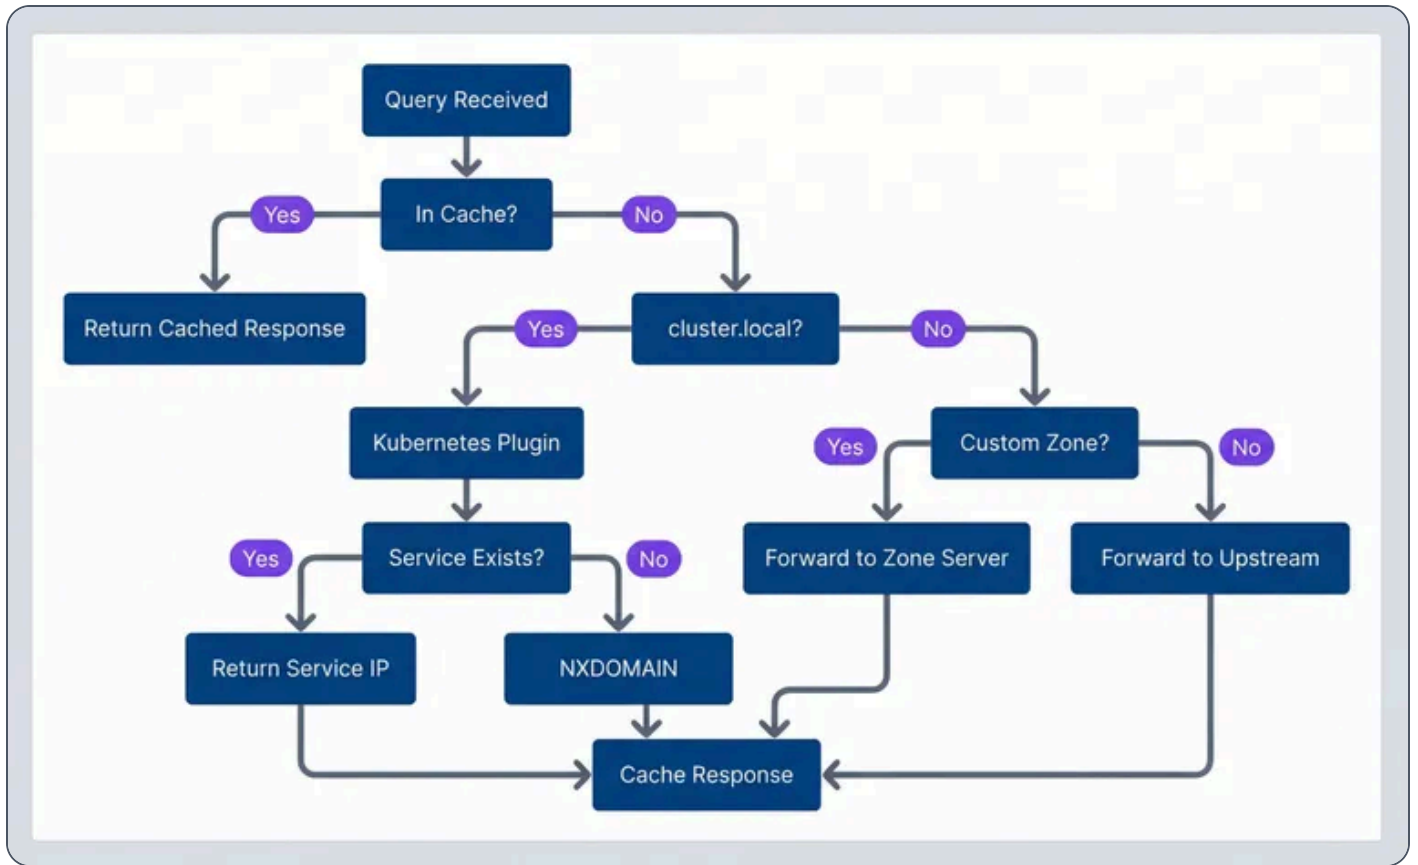 Query Received
In Cache?
Yes
No
Return Cached Response
cluster.local?
Yes
No
Kubernetes Plugin
Custom Zone?
Yes
No
Service Exists?
Yes
No
Forward to Zone Server
Forward to Upstream
Return Service IP
NXDOMAIN
Cache Response